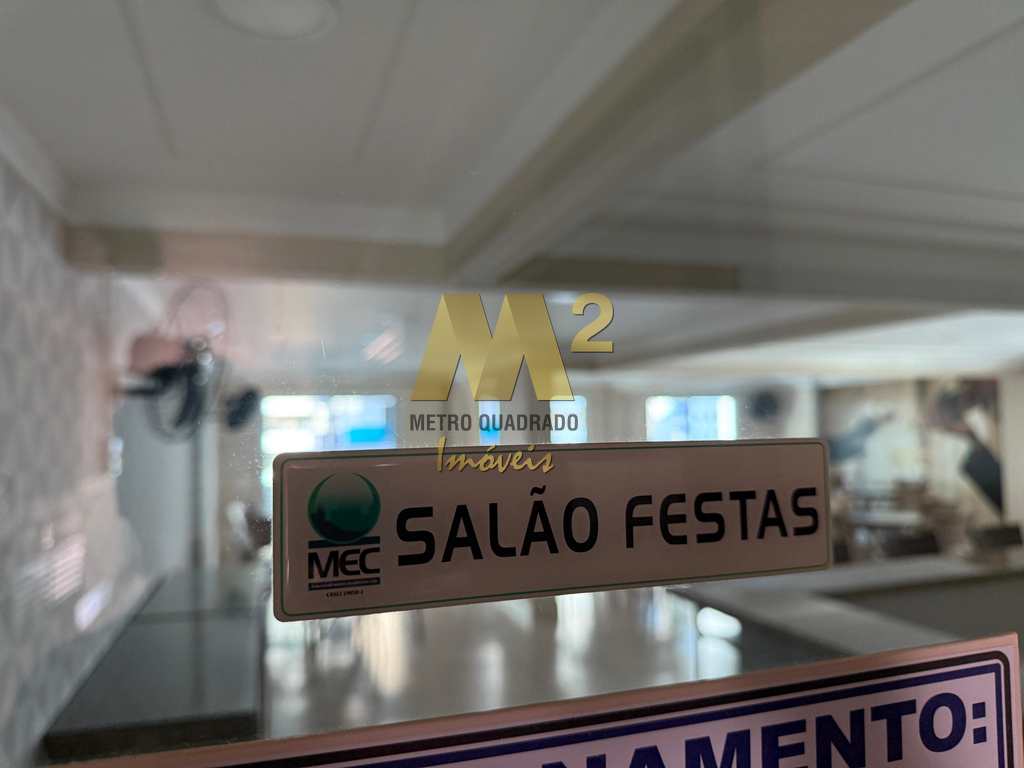 M²
METRO QUADRADO
Imóveis
MEC
SALÃO FESTAS
NAMENTO: